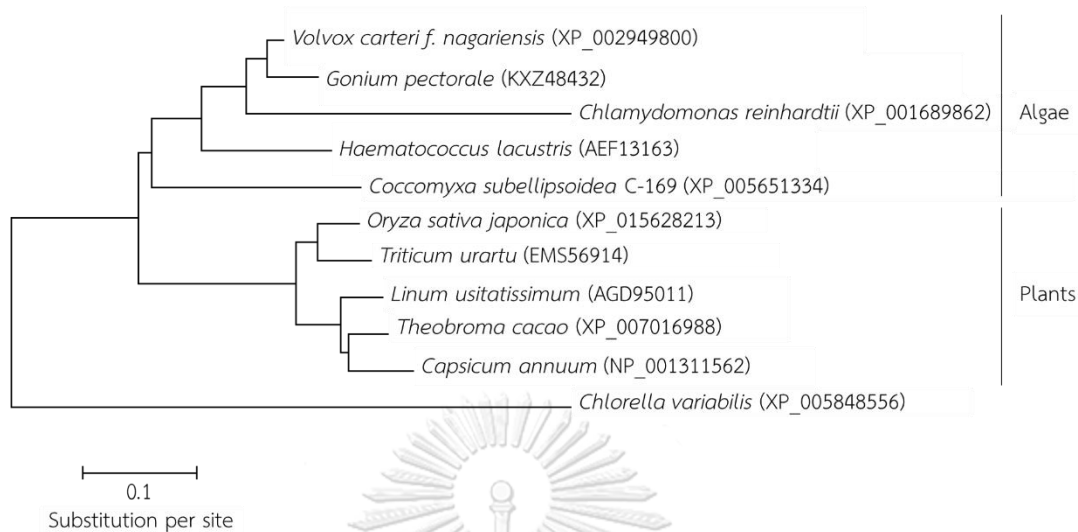 Volvox carteri f. nagariensis (XP_002949800)
Gonium pectorale (KXZ48432)
Chlamydomonas reinhardtii (XP_001689862)
Algae
Haematococcus lacustris (AEF13163)
Coccomyxa subellipsoidea C-169 (XP_005651334)
Oryza sativa japonica (XP_015628213)
Triticum urartu (EMS56914)
Linum usitatissimum (AGD95011)
Plants
Theobroma cacao (XP_007016988)
Capsicum annuum (NP_001311562)
Chlorella variabilis (XP_005848556)
0.1
Substitution per site